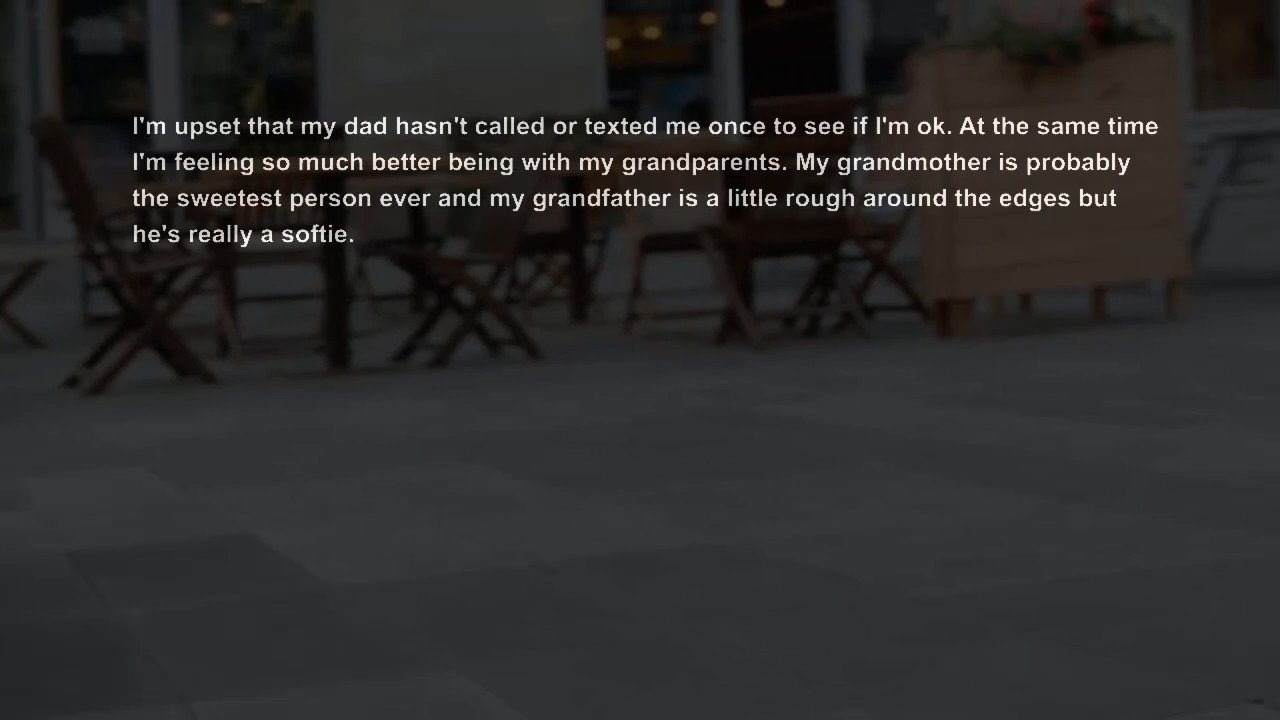 I'm upset that my dad hasn't called or texted me once to see if I'm ok. At the same time
I'm feeling so much better being with my grandparents. My grandmother is probably
the sweetest person ever and my grandfather is a little rough around the edges but
he's really a softie.